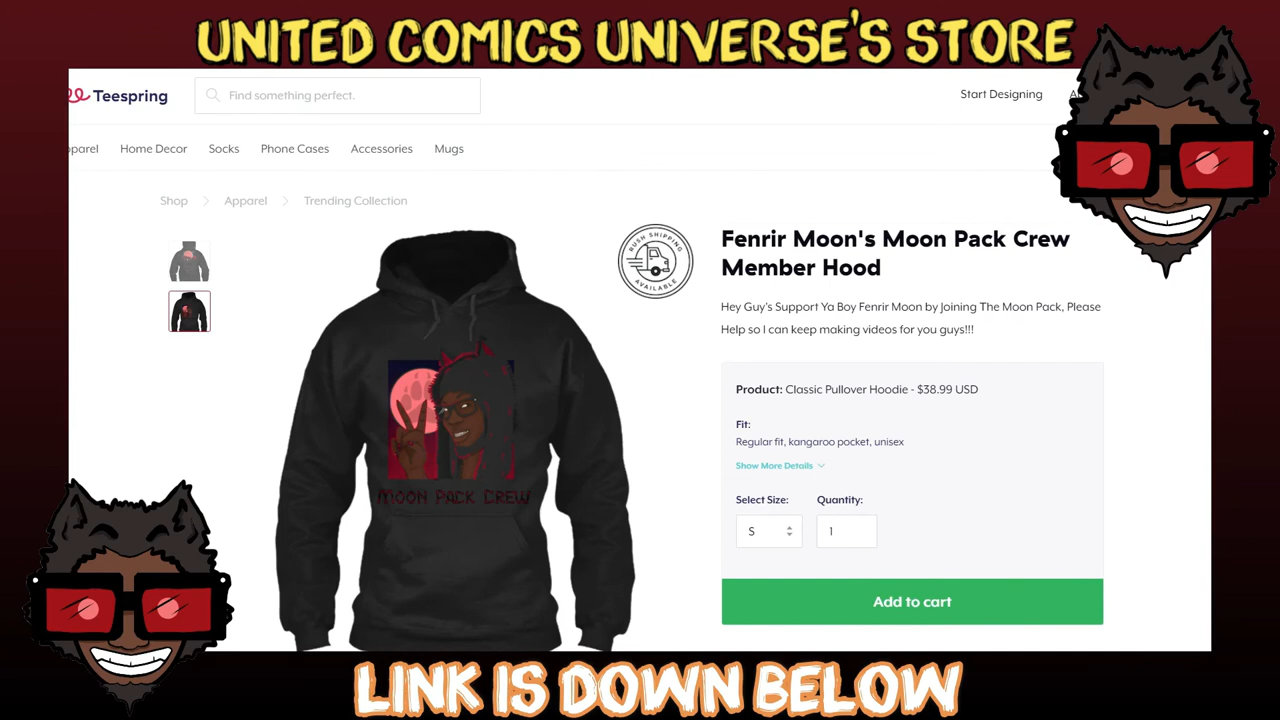 UNITED COMICS UNIVERSE'S STORE
Teespring
Find something perfect.
Start Designing
Home Decor
Socks
Phone Cases
Accessories
Mugs
Shop
Apparel
Trending Collection
RUSH SHIPPING
AVAILABLE
Fenrir Moon's Moon Pack Crew
Member Hood
Hey Guy's Support Ya Boy Fenrir Moon by Joining The Moon Pack, Please
Help so I can keep making videos for you guys!!!
Product: Classic Pullover Hoodie - $38.99 USD
Fit:
Regular fit, kangaroo pocket, unisex
Show More Details
Select Size:
Quantity:
S
1
MOON PACK CREW
Add to cart
LINK IS DOWN BELOW